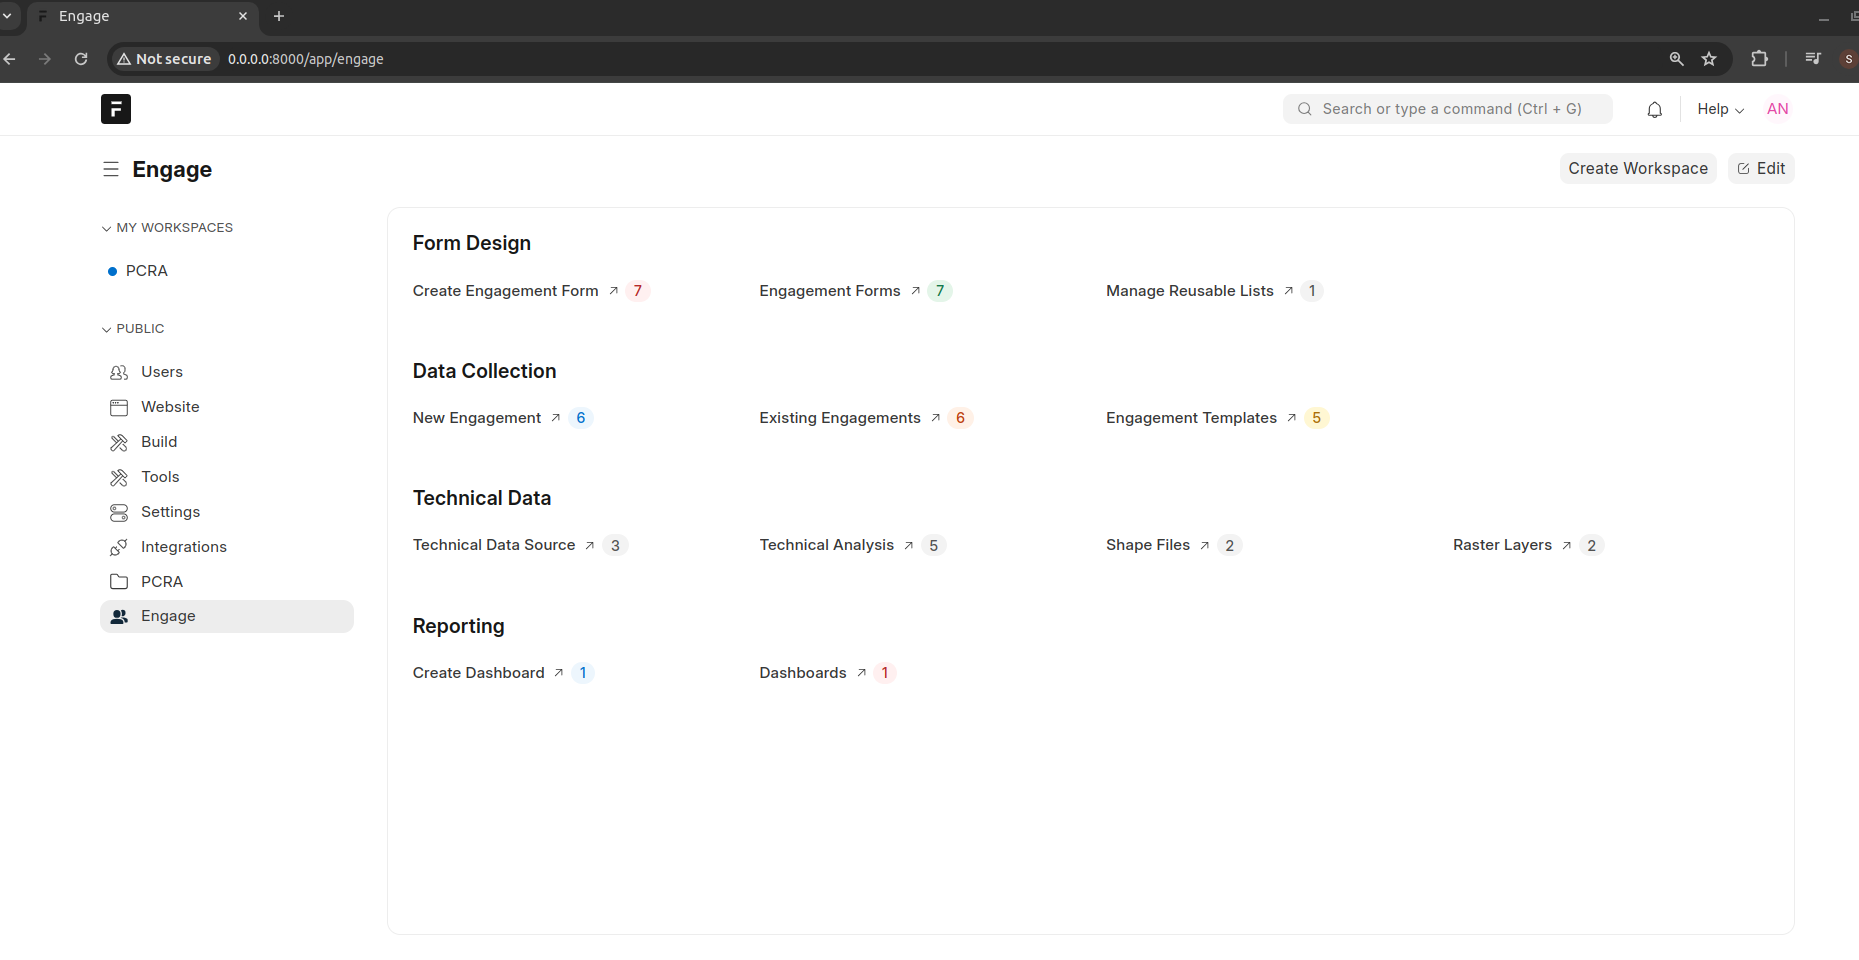 Engage
Not secure 0.0.0.0:8000/app/engage S
F Search or type a command (Ctrl + G) Help AN
Engage Create Workspace Edit
MY WORKSPACES
PCRA
PUBLIC
Users
Website
Build
Tools
Settings
Integrations
PCRA
Engage
Form Design
Create Engagement Form 7 Engagement Forms 7 Manage Reusable Lists 1
Data Collection
New Engagement 6 Existing Engagements 6 Engagement Templates 5
Technical Data
Technical Data Source 3 Technical Analysis 5 Shape Files 2 Raster Layers 2
Reporting
Create Dashboard 1 Dashboards 1